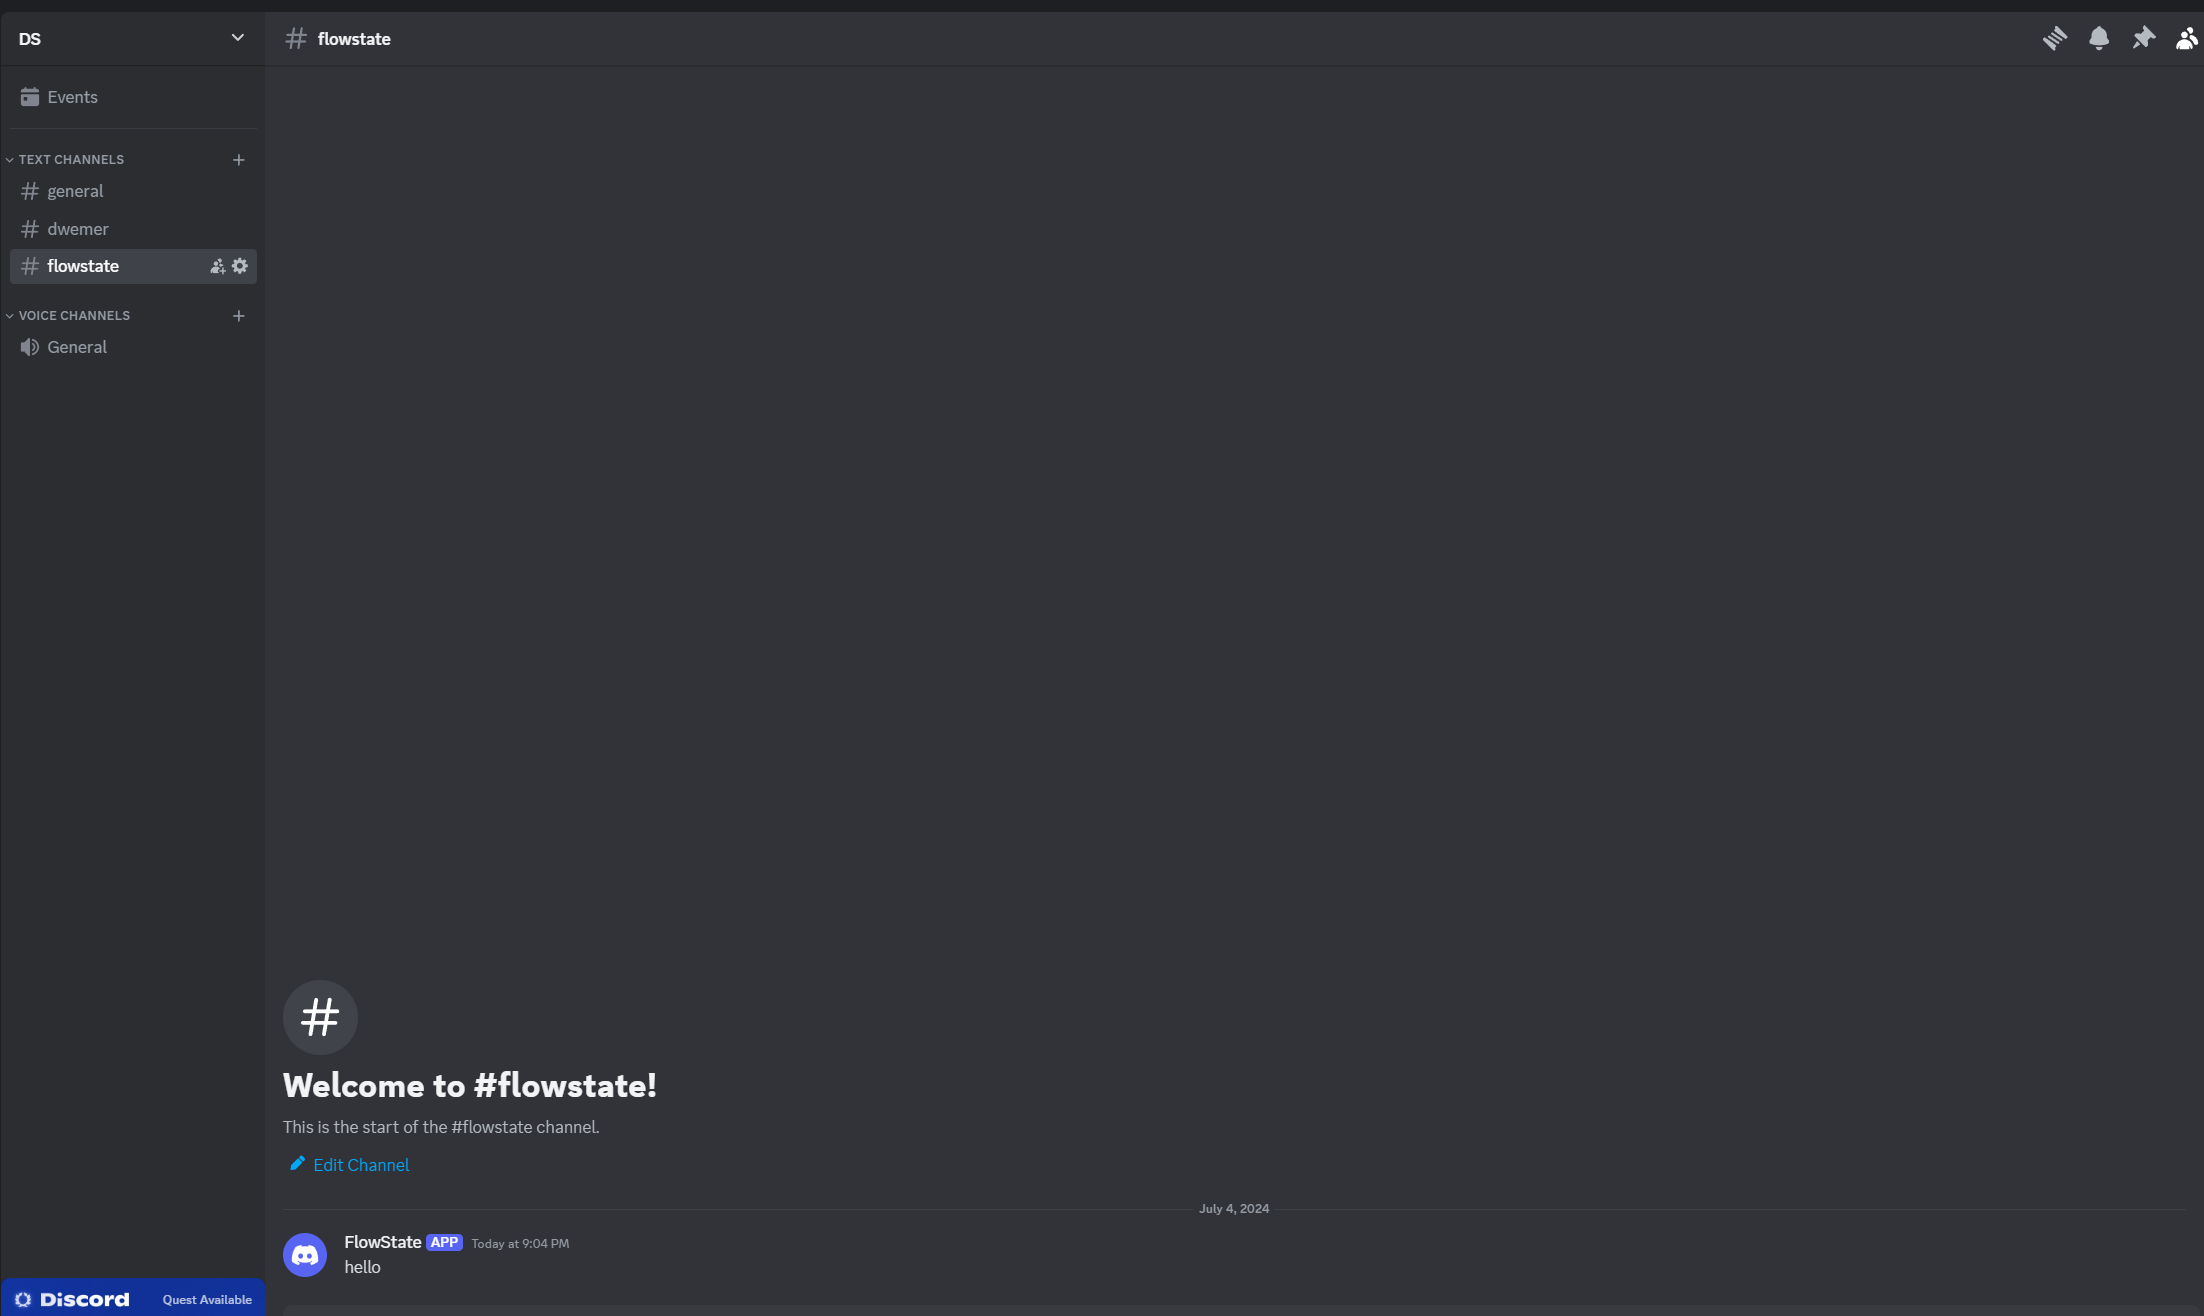 DS
Events
TEXT CHANNELS
general
dwemer
flowstate
VOICE CHANNELS
General
Discord Quest Available
# flowstate
#
Welcome to #flowstate!
This is the start of the #flowstate channel.
Edit Channel
July 4, 2024
FlowState APP Today at 9:04 PM
hello